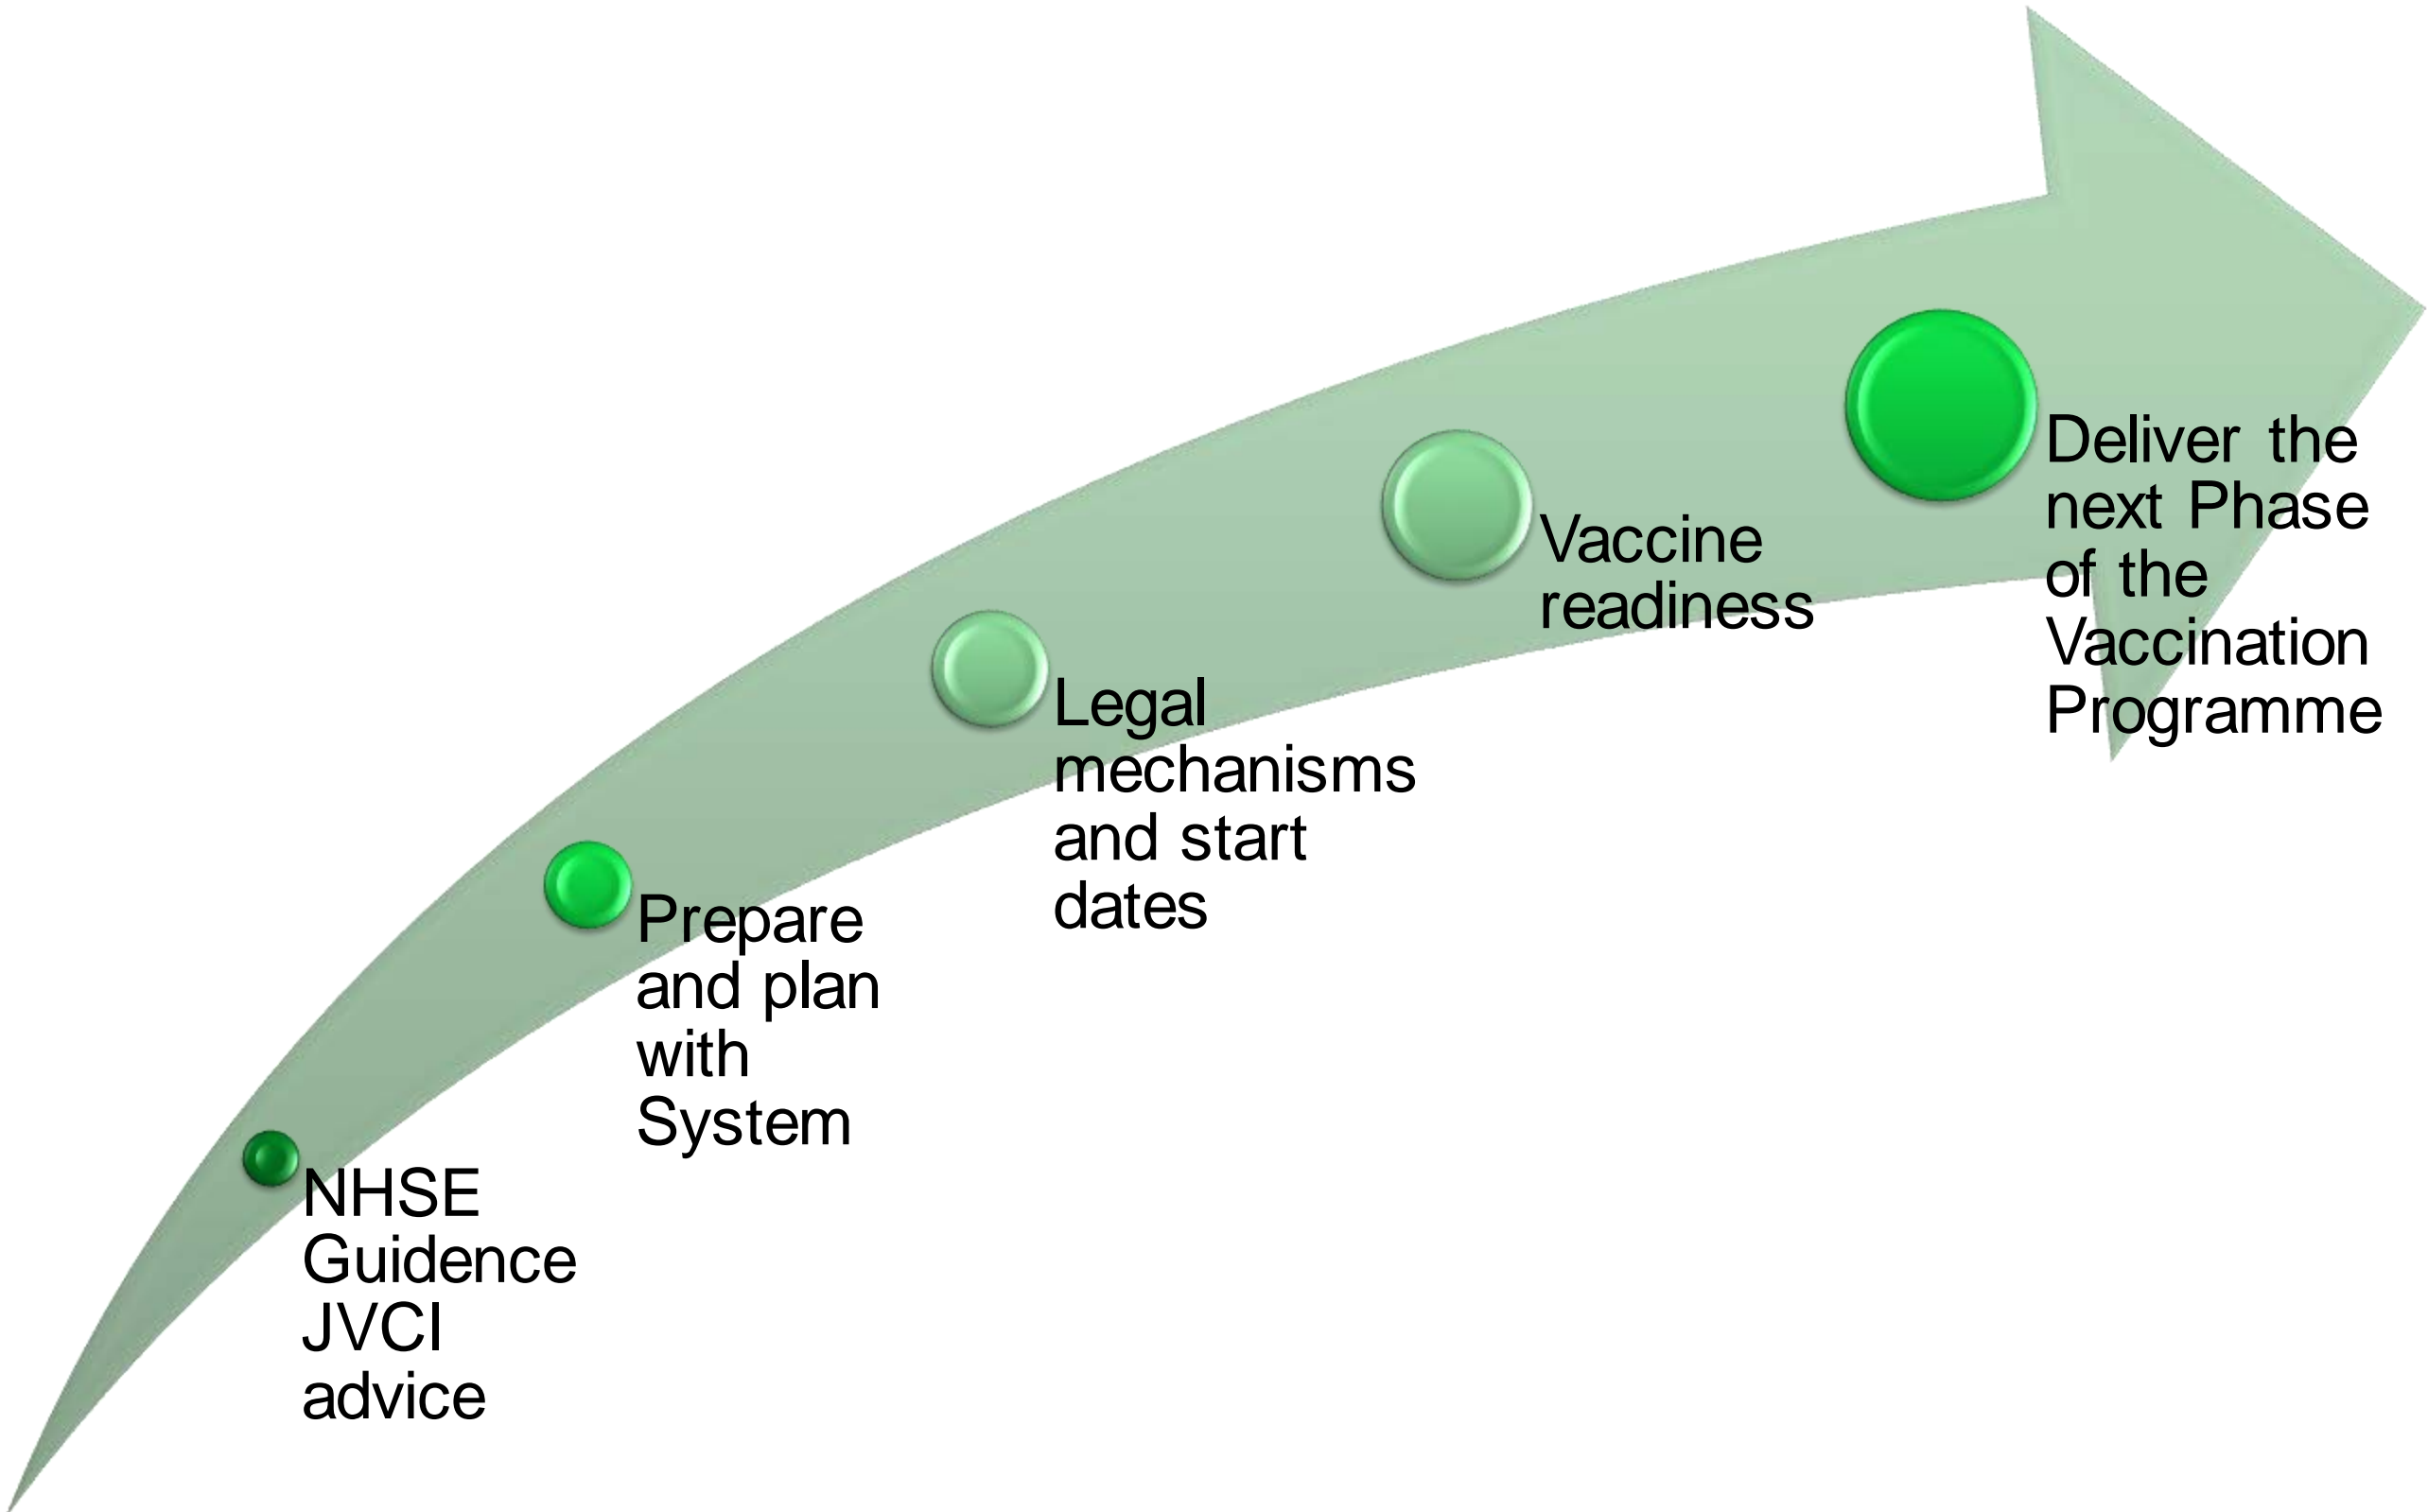 NHSE
Guidence
JVCI
advice
Prepare
and plan
with
System
Legal
mechanisms
and start
dates
Vaccine
readiness
Deliver the
next Phase
of the
Vaccination
Programme